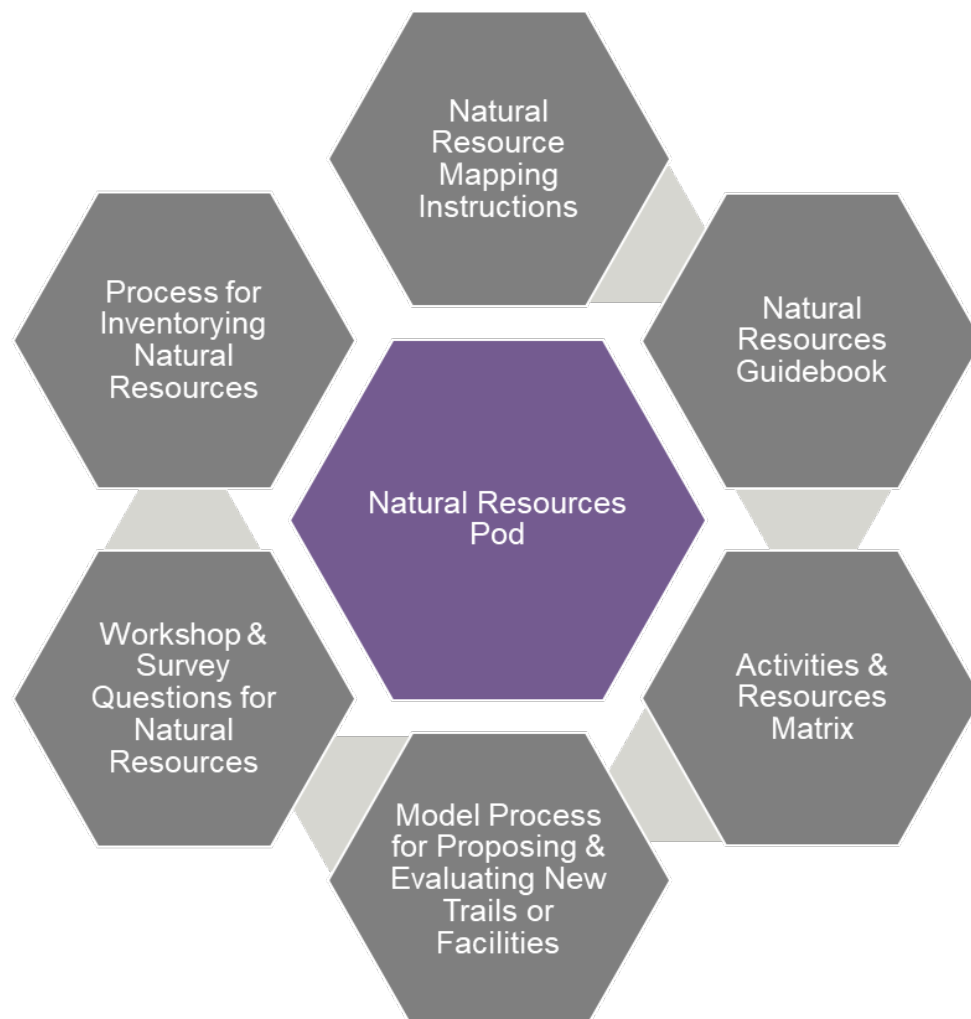 Natural
Resource
Mapping
Instructions
Natural
Resources
Guidebook
Activities &
Resources
Matrix
Model Process
for Proposing &
Evaluating New
Trails or
Facilities
Workshop &
Survey
Questions for
Natural
Resources
Process for
Inventorying
Natural
Resources
Natural Resources
Pod